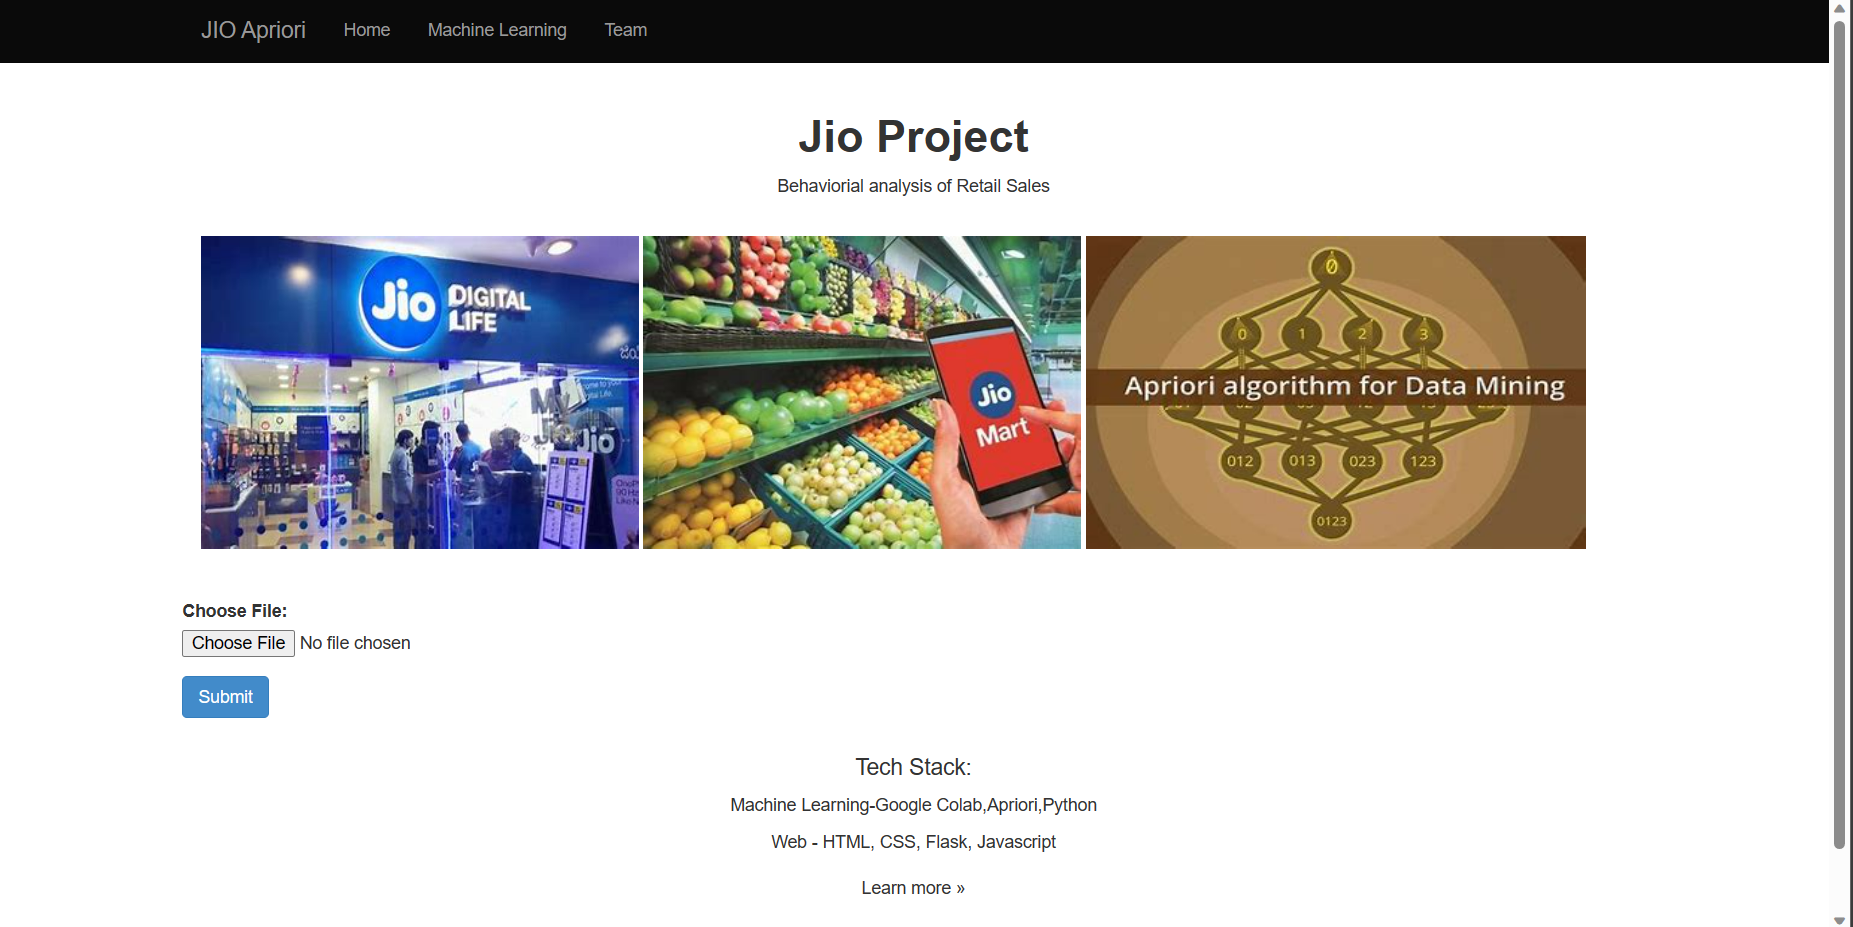 JIO Apriori Home Machine Learning Team
Jio Project
Behaviorial analysis of Retail Sales
Jio DIGITAL
LIFE
My
Jio
Jio
Mart
0
0 1 2 3
Apriori algorithm for Data Mining
012 013 023 123
0123
Choose File:
Choose File No file chosen
Submit
Tech Stack:
Machine Learning-Google Colab,Apriori,Python
Web - HTML, CSS, Flask, Javascript
Learn more »